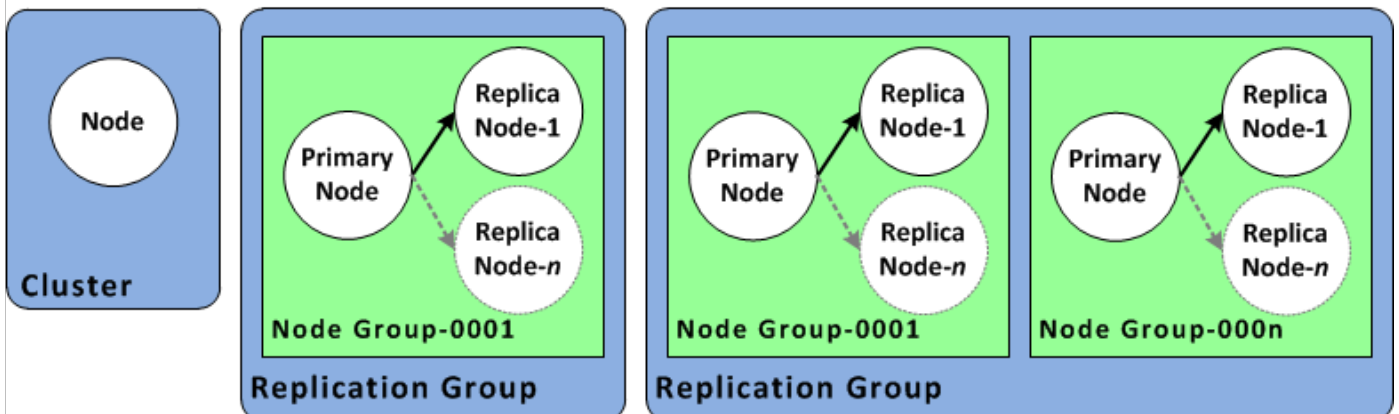 Node
Cluster
Primary
Node
Replica
Node-1
Replica
Node-n
Node Group-0001
Replication Group
Primary
Node
Replica
Node-1
Replica
Node-n
Node Group-0001
Primary
Node
Replica
Node-1
Replica
Node-n
Node Group-000n
Replication Group